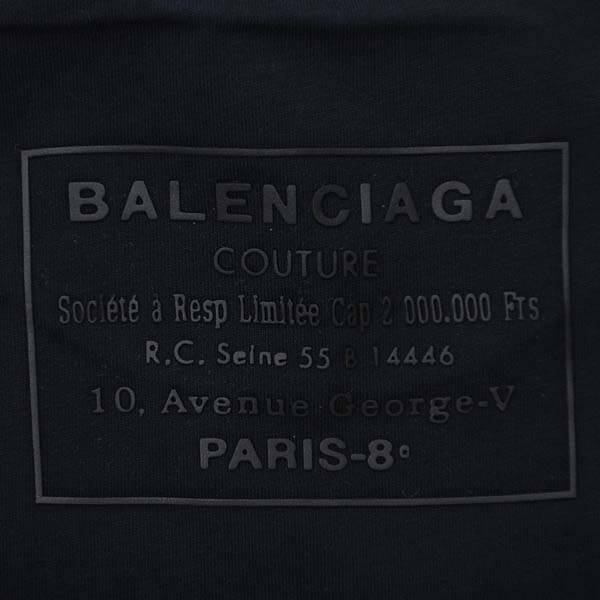 BALENCIAGA
COUTURE
Société à Resp Limitée Cap 2 000.000 Frs
R.C. Seine 55 B 14446
10, Avenue George-V
PARIS-8e